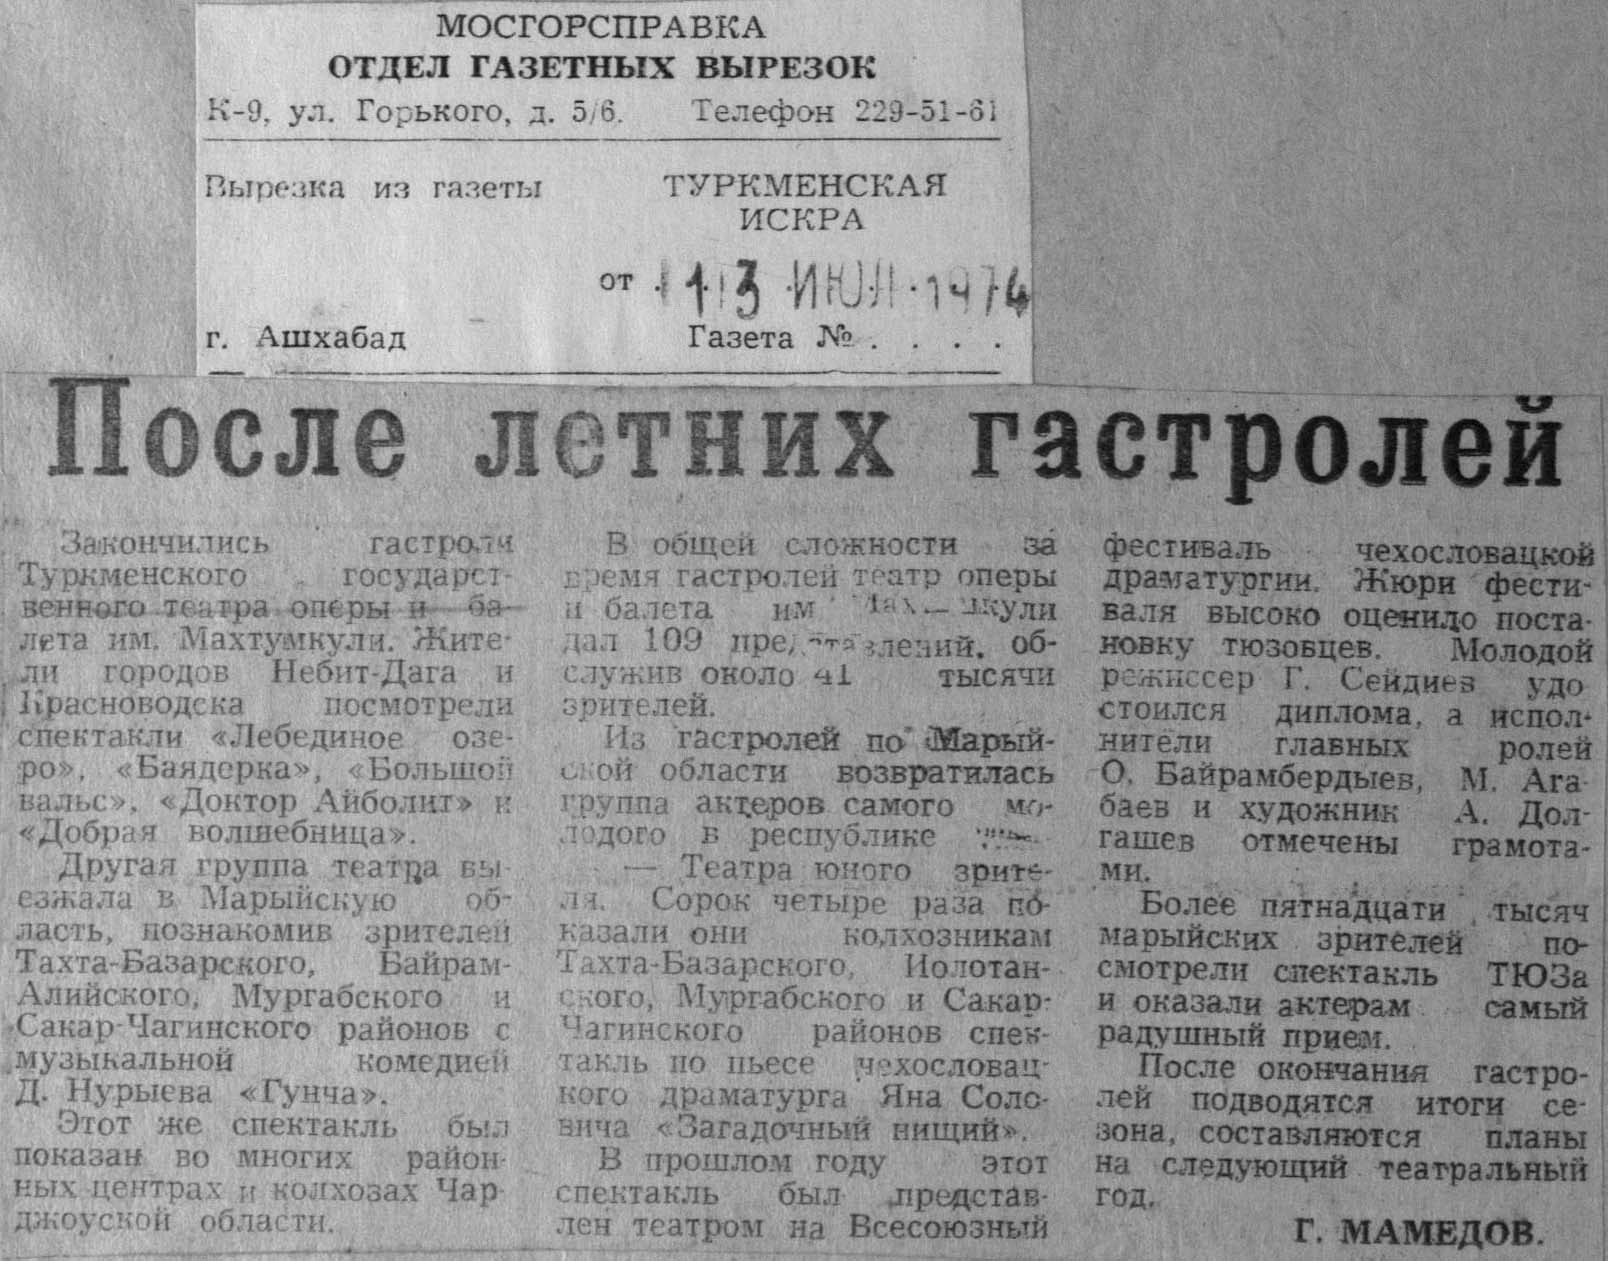 МОСГОРСПРАВКА
ОТДЕЛ ГАЗЕТНЫХ ВЫРЕЗОК
К-9, ул. Горького, д. 5/6. Телефон 229-51-61
Вырезка из газеты ТУРКМЕНСКАЯ
ИСКРА
от 13 ИЮЛ 1974
г. Ашхабад Газета № . . . .
После летних гастролей
Закончились гастроли
Туркменского государст-
венного театра оперы и ба-
лета им. Махтумкули. Жите-
ли городов Небит-Дага и
Красноводска посмотрели
спектакли «Лебединое озе-
ро», «Баядерка», «Большой
вальс», «Доктор Айболит» и
«Добрая волшебница».
Другая группа театра вы-
езжала в Марыйскую об-
ласть, познакомив зрителей
Тахта-Базарского, Байрам-
Алийского, Мургабского и
Сакар-Чагинского районов с
музыкальной комедией
Д. Нурыева «Гунча».
Этот же спектакль был
показан во многих район-
ных центрах и колхозах Чар-
джоуской области.
В общей сложности за
время гастролей театр оперы
и балета им. Махтумкули
дал 109 представлений, об-
служив около 41 тысячи
зрителей.
Из гастролей по Марый-
ской области возвратилась
группа актеров самого мо-
лодого в республике
— Театра юного зрите-
ля. Сорок четыре раза по-
казали они колхозникам
Тахта-Базарского, Иолотан-
ского, Мургабского и Сакар-
Чагинского районов спек-
такль по пьесе чехословац-
кого драматурга Яна Соло-
вича «Загадочный нищий».
В прошлом году этот
спектакль был представ-
лен театром на Всесоюзный
фестиваль чехословацкой
драматургии. Жюри фести-
валя высоко оценило поста-
новку тюзовцев. Молодой
режиссер Г. Сейдиев удо-
стоился диплома, а испол-
нители главных ролей
О. Байрамбердыев, М. Ага-
баев и художник А. Дол-
гашев отмечены грамота-
ми.
Более пятнадцати тысяч
марыйских зрителей по-
смотрели спектакль ТЮЗа
и оказали актерам самый
радушный прием.
После окончания гастро-
лей подводятся итоги се-
зона, составляются планы
на следующий театральный
год.
Г. МАМЕДОВ.